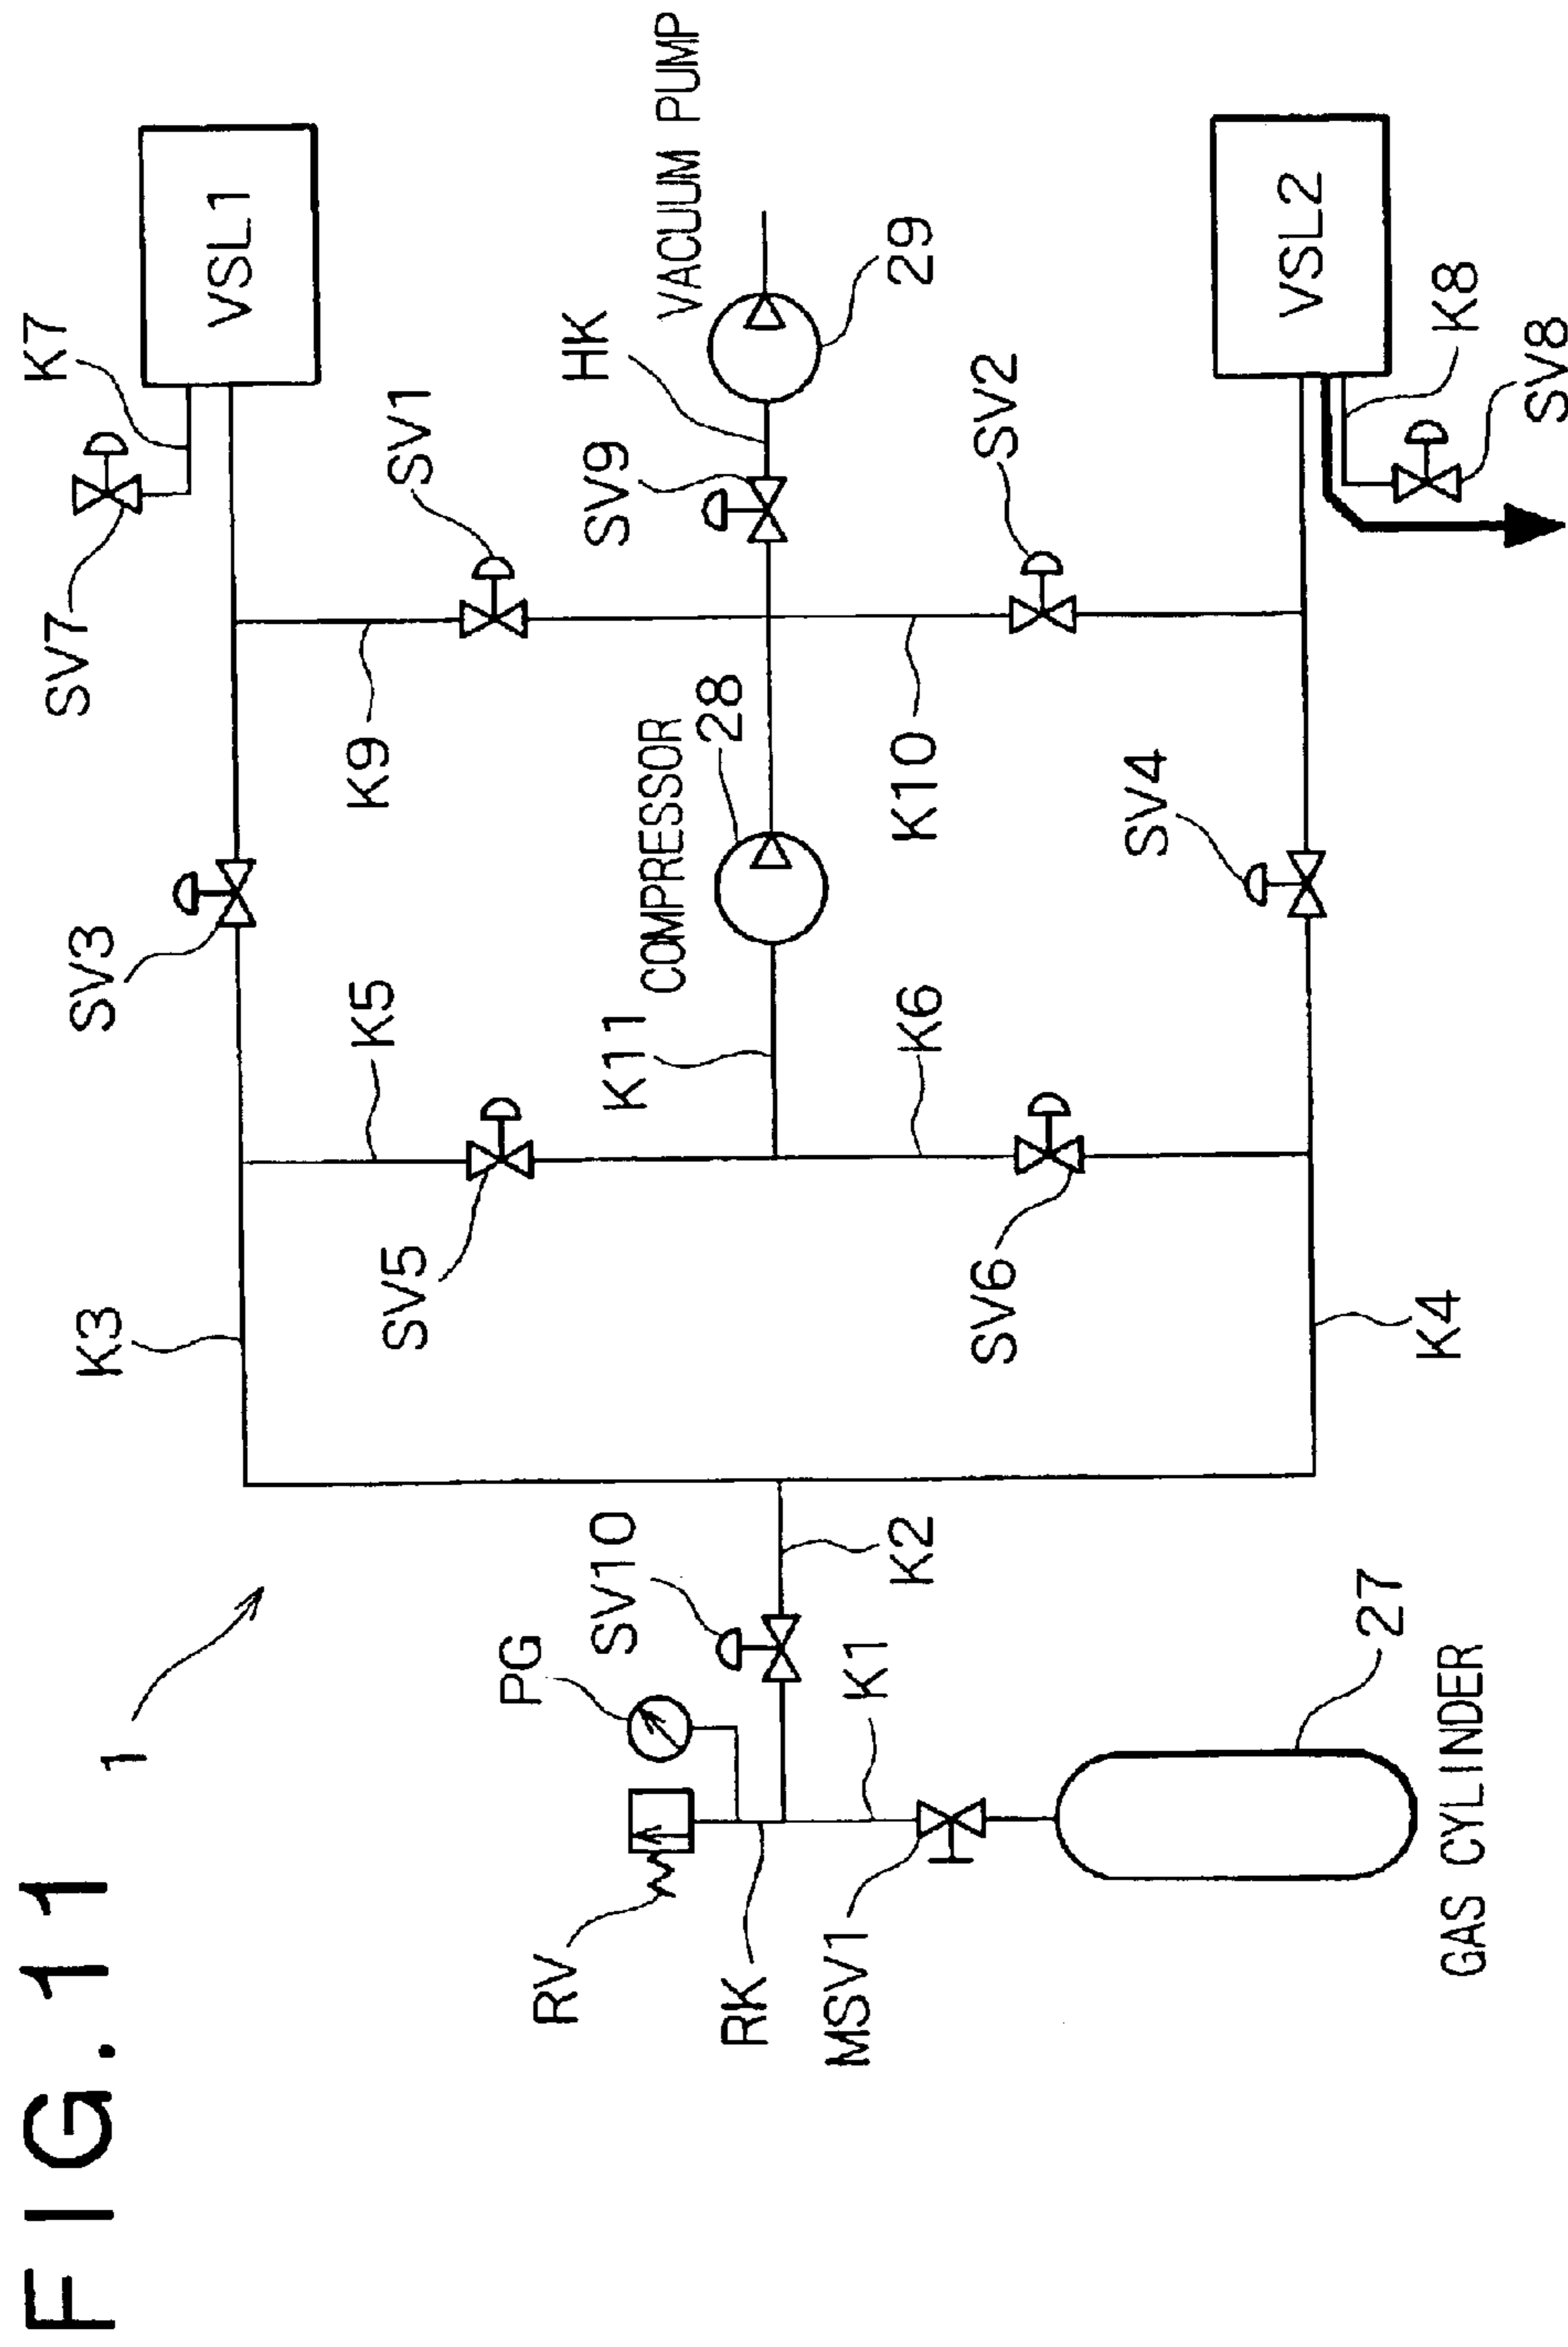 FIG.11
1
K3
SV3
SV7
K7
VSL1
K5
SV5
K9
SV1
RV
PG
SV10
K11
COMPRESSOR
28
SV9
HK
VACUUM PUMP
29
RK
MSV1
K1
K2
SV6
K6
K10
SV2
GAS CYLINDER
27
K4
SV4
VSL2
K8
SV8